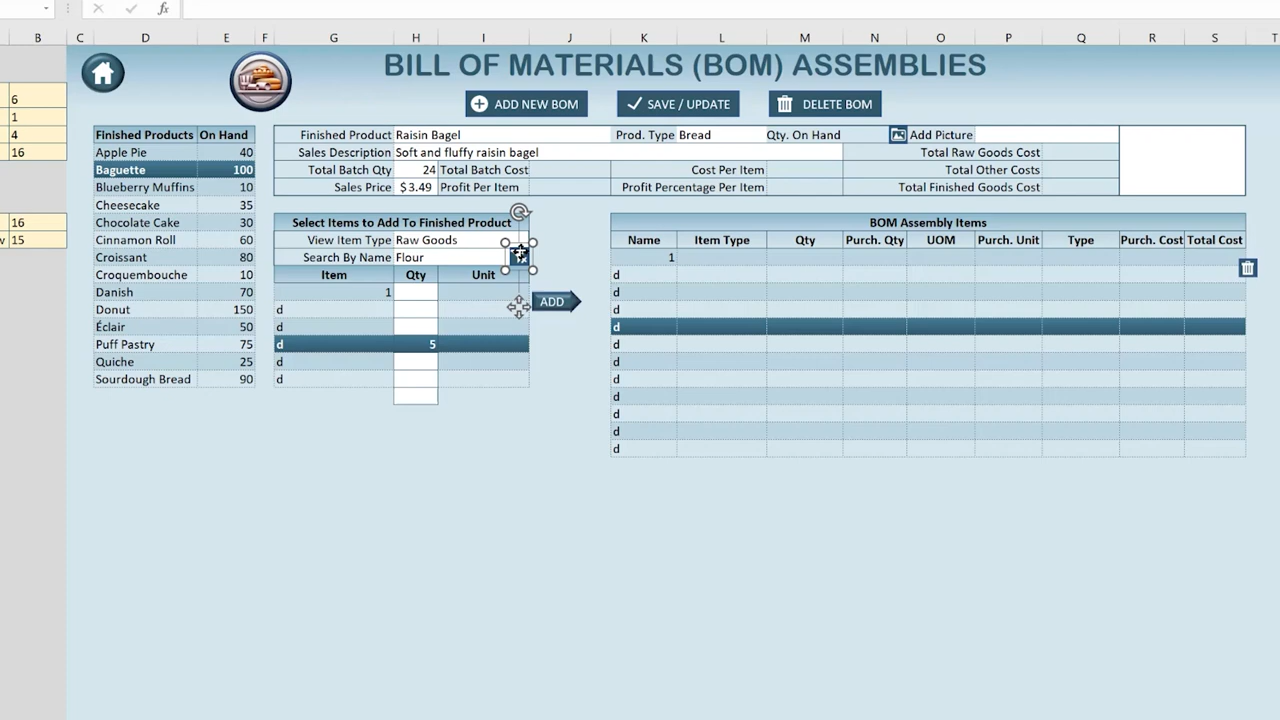 fx
B C D E F G H I J K L M N O P Q R S T
BILL OF MATERIALS (BOM) ASSEMBLIES
ADD NEW BOM SAVE / UPDATE DELETE BOM
6
1
4
16
16
w 15
Finished Products On Hand
Apple Pie 40
Baguette 100
Blueberry Muffins 10
Cheesecake 35
Chocolate Cake 30
Cinnamon Roll 60
Croissant 80
Croquembouche 10
Danish 70
Donut 150
Éclair 50
Puff Pastry 75
Quiche 25
Sourdough Bread 90
Finished Product Raisin Bagel Prod. Type Bread Qty. On Hand Add Picture
Sales Description Soft and fluffy raisin bagel Total Raw Goods Cost
Total Batch Qty 24 Total Batch Cost Cost Per Item Total Other Costs
Sales Price $3.49 Profit Per Item Profit Percentage Per Item Total Finished Goods Cost
Select Items to Add To Finished Product
View Item Type Raw Goods
Search By Name Flour
Item Qty Unit
1
d
d
d 5
d
d
ADD
BOM Assembly Items
Name Item Type Qty Purch. Qty UOM Purch. Unit Type Purch. Cost Total Cost
1
d
d
d
d
d
d
d
d
d
d
d